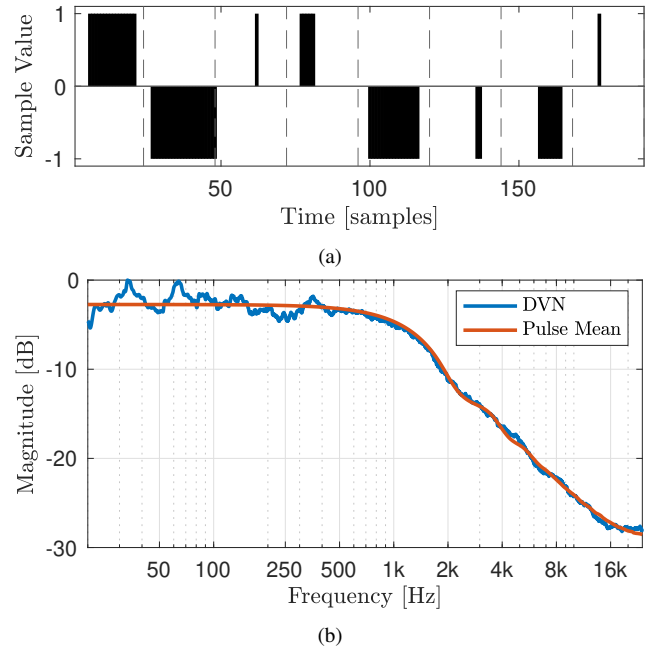 1
0
-1
Sample Value
50
100
150
Time [samples]
(a)
0
-10
-20
-30
Magnitude [dB]
DVN
Pulse Mean
50
100
250
500
1k
2k
4k
8k
16k
Frequency [Hz]
(b)